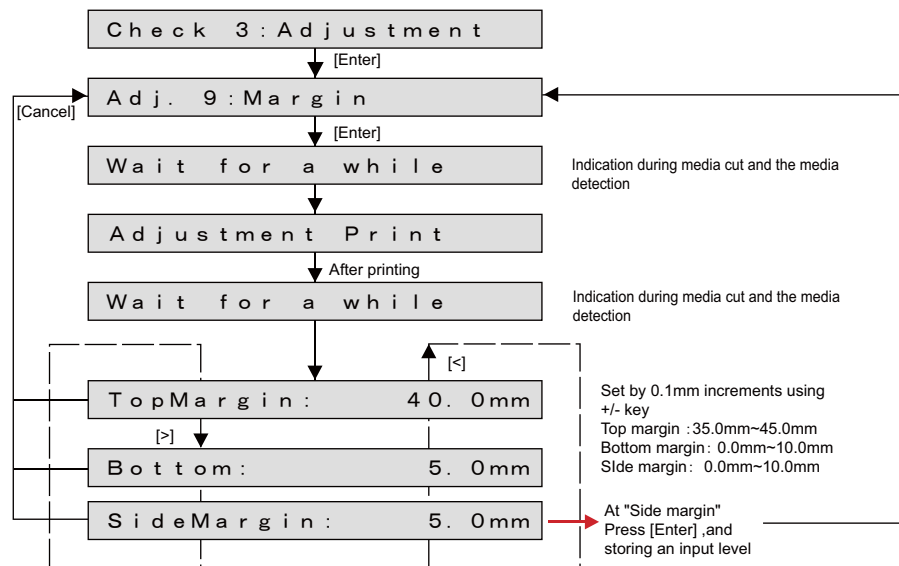 Check 3:Adjustment
[Enter]
Adj. 9:Margin
[Cancel]
[Enter]
Wait for a while
Indication during media cut and the media
detection
Adjustment Print
After printing
Wait for a while
Indication during media cut and the media
detection
[<]
TopMargin: 40. 0mm
Set by 0.1mm increments using
+/- key
Top margin :35.0mm~45.0mm
Bottom margin: 0.0mm~10.0mm
SIde margin: 0.0mm~10.0mm
[>]
Bottom: 5. 0mm
SideMargin: 5. 0mm
At "Side margin"
Press [Enter] ,and
storing an input level